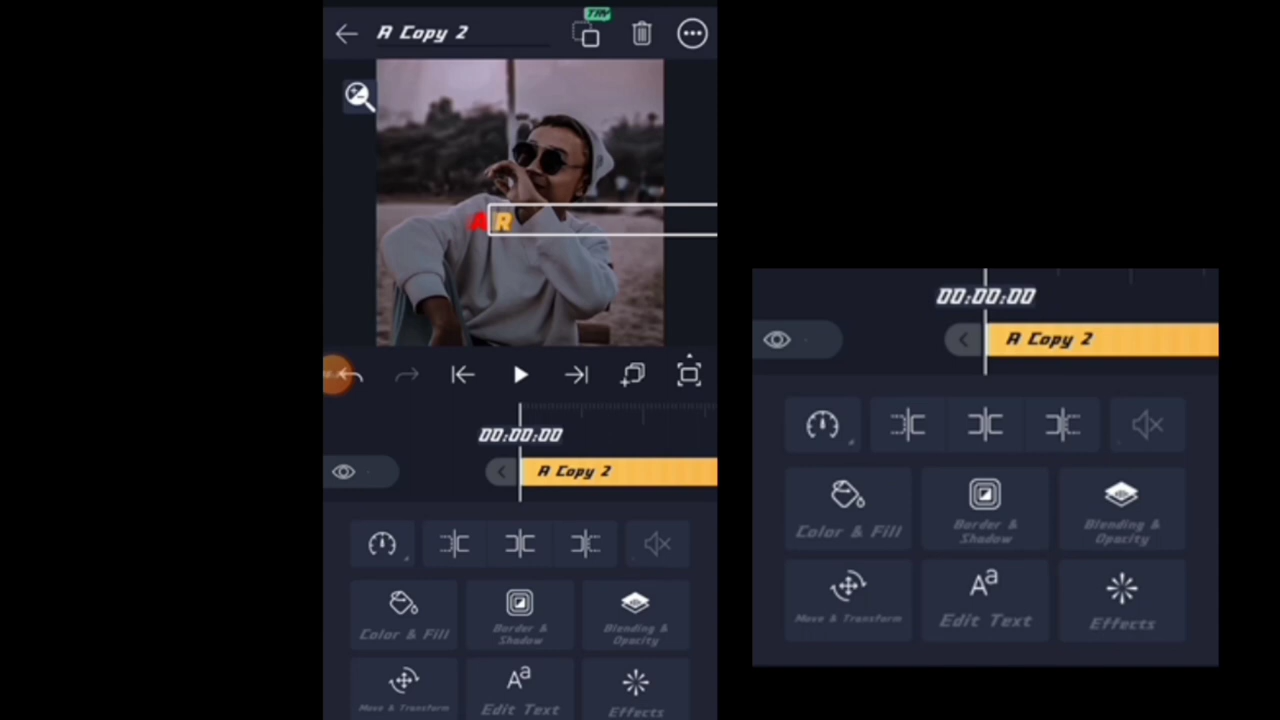 A Copy 2
TRY
A R
00:00:00
A Copy 2
Color & Fill
Border &
Shadow
Blending &
Opacity
Move & Transform
Edit Text
Effects
00:00:00
A Copy 2
Color & Fill
Border &
Shadow
Blending &
Opacity
Move & Transform
Edit Text
Effects